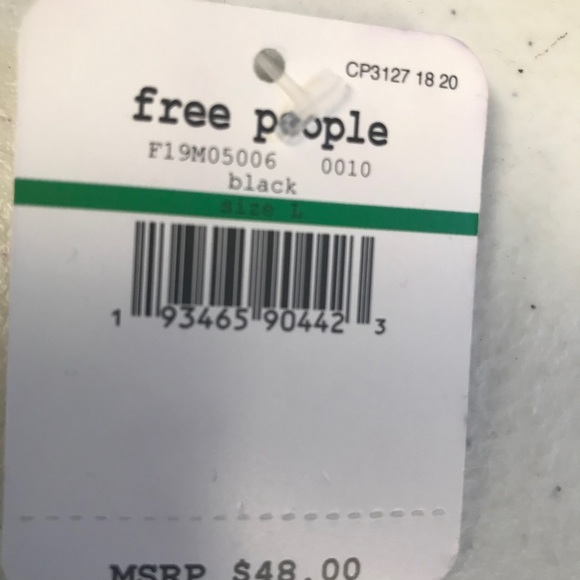 CP3127 18 20
free people
F19M05006 0010
black
size L
1 93465 90442 3
MSRP $48.00